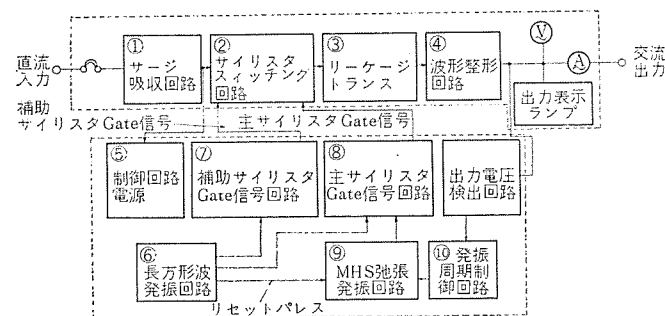 直流
入力
①
サージ
吸収回路
②
サイリスタ
スイッチング
回路
③
リーケージ
トランス
④
波形整形
回路
V
A
交流
出力
出力表示
ランプ
補助
サイリスタGate信号
主サイリスタGate信号
⑤
制御回路
電源
⑦
補助サイリスタ
Gate信号回路
⑧
主サイリスタ
Gate信号回路
出力電圧
検出回路
⑥
長方形波
発振回路
⑨
MHS弛張
発振回路
⑩発振
周期制
御回路
リセットパレス